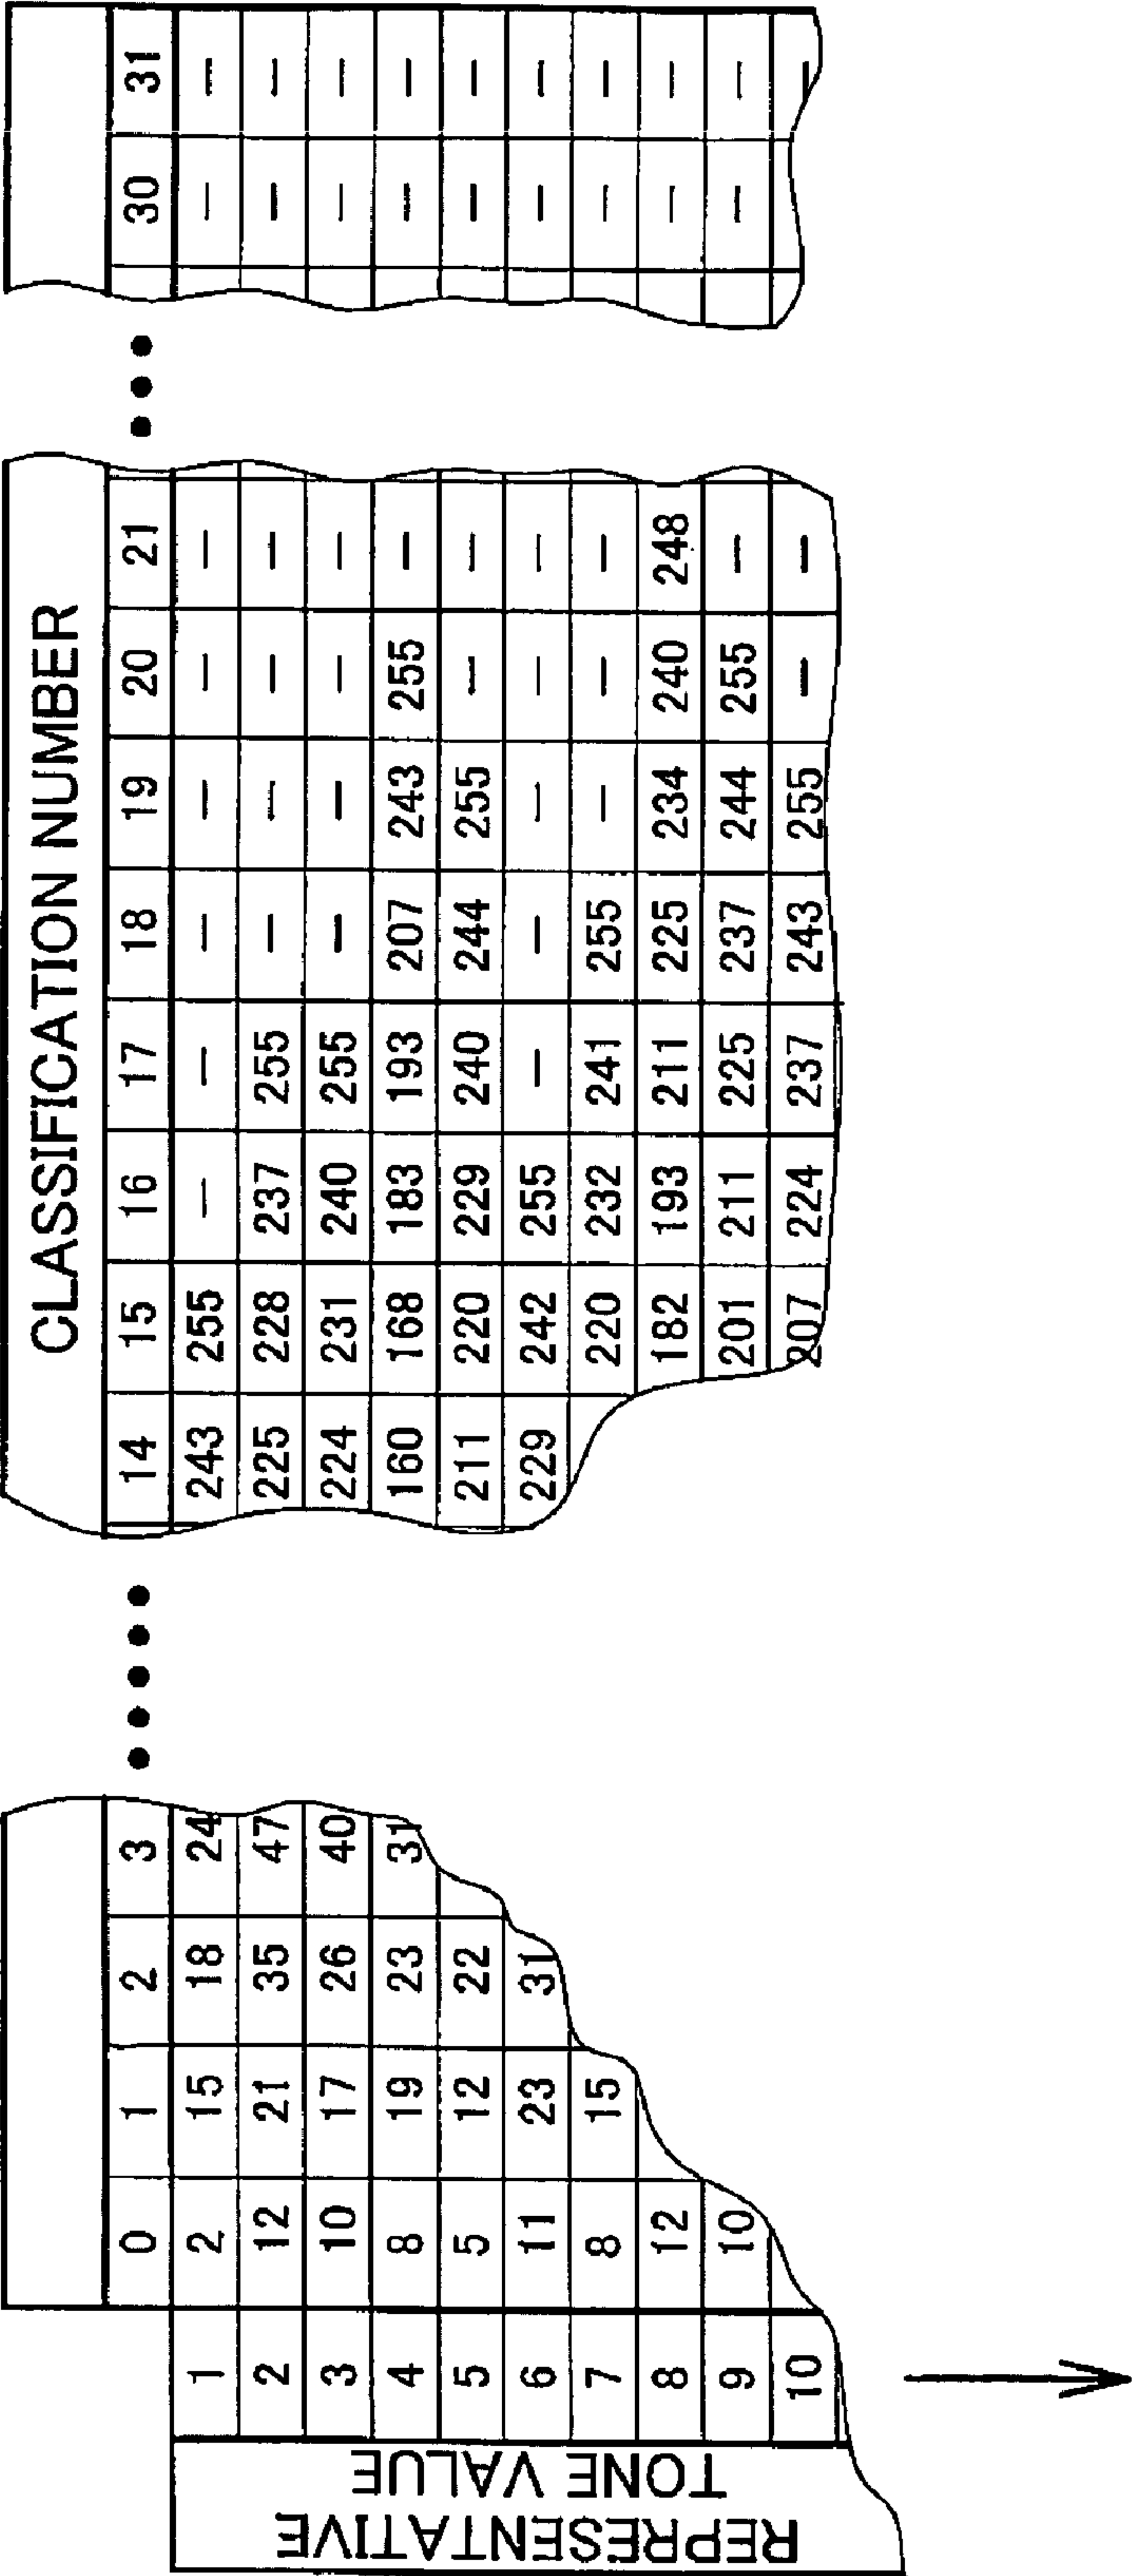 CLASSIFICATION NUMBER
0 1 2 3 ••••• 14 15 16 17 18 19 20 21 ••• 30 31
REPRESENTATIVE
TONE VALUE
1 2 15 18 24 243 255 — — — — — — — —
2 12 21 35 47 225 228 237 255 — — — — — —
3 10 17 26 40 224 231 240 255 — — — — — —
4 8 19 23 31 160 168 183 193 207 243 255 — — —
5 5 12 22 211 220 229 240 244 255 — — — —
6 11 23 31 229 242 255 — — — — — — —
7 8 15 220 232 241 255 — — — — —
8 12 182 193 211 225 234 240 248 — —
9 10 201 211 225 237 244 255 — — —
10 207 224 237 243 255 — — —